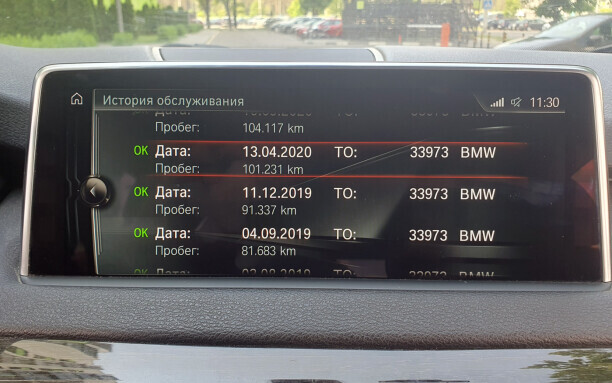 История обслуживания 11:30
Пробег: 104.117 km
OK Дата: 13.04.2020 ТО: 33973 BMW
Пробег: 101.231 km
OK Дата: 11.12.2019 ТО: 33973 BMW
Пробег: 91.337 km
OK Дата: 04.09.2019 ТО: 33973 BMW
Пробег: 81.683 km